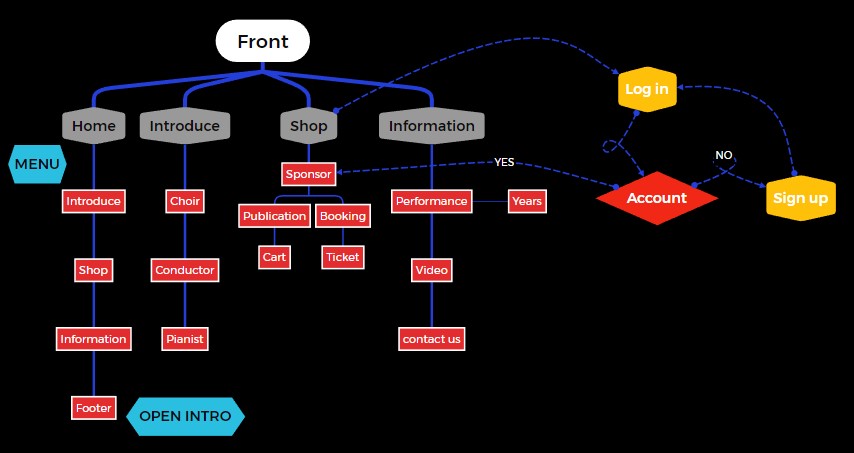 Front
Log in
Home
Introduce
Shop
Information
MENU
YES
NO
Sponsor
Introduce
Choir
Publication
Booking
Performance
Years
Account
Sign up
Cart
Ticket
Shop
Conductor
Video
Information
Pianist
contact us
Footer
OPEN INTRO